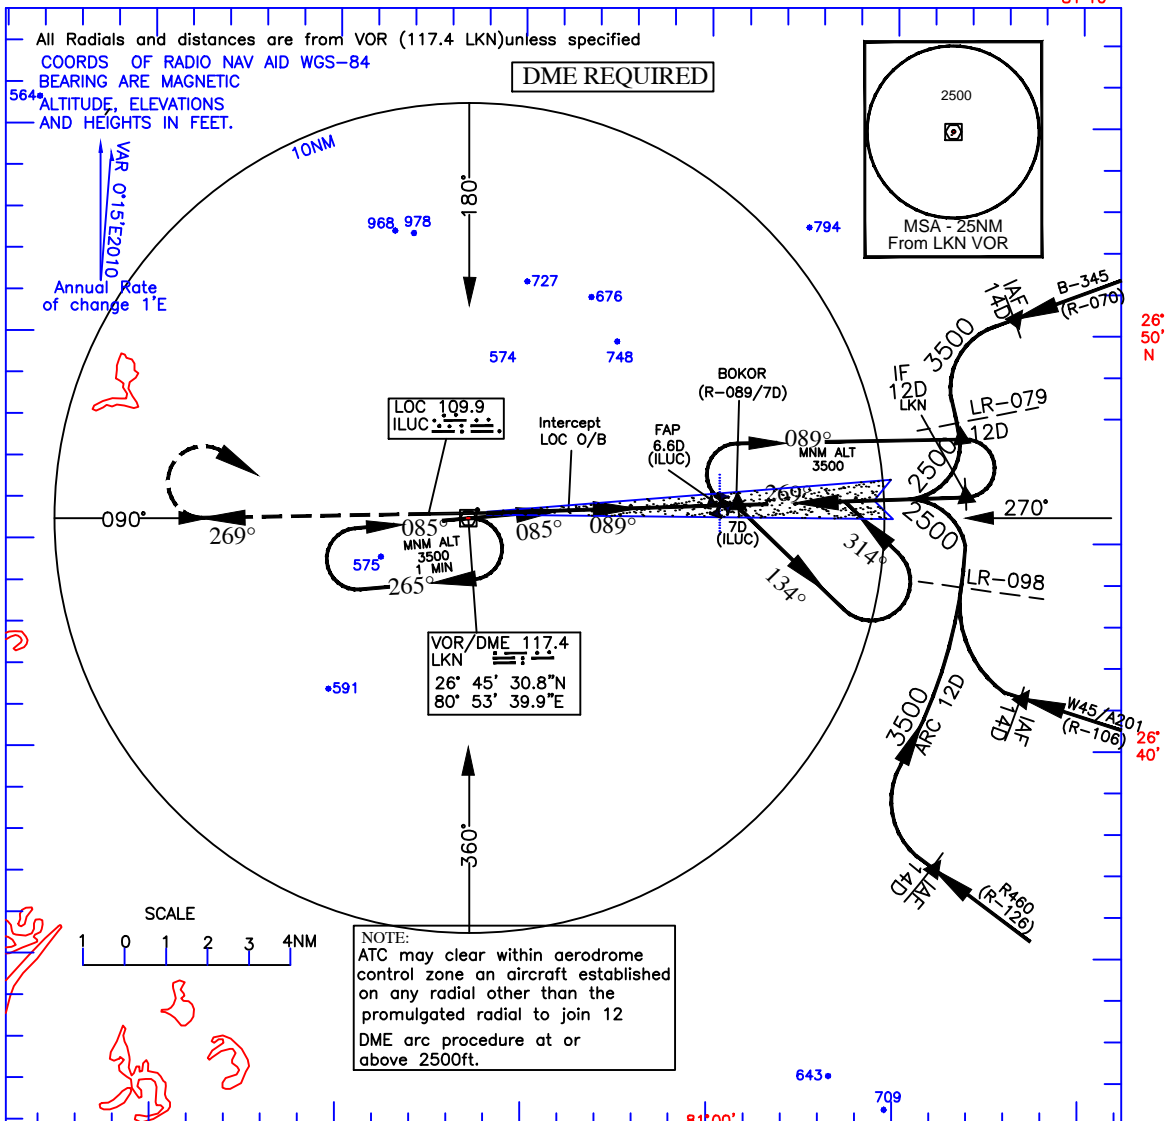 81°10'
All Radials and distances are from VOR (117.4 LKN)unless specified
COORDS OF RADIO NAV AID WGS-84
BEARING ARE MAGNETIC
ALTITUDE, ELEVATIONS
AND HEIGHTS IN FEET.
564
DME REQUIRED
2500
MSA - 25NM
From LKN VOR
VAR 0°15'E2010
Annual Rate
of change 1'E
10NM
180°
968 978
727
676
574
748
794
IAF
14D
B-345
(R-070)
3500
26°
50'
N
IF
12D
LKN
LR-079
12D
2500
BOKOR
(R-089/7D)
LOC 109.9
ILUC
Intercept
LOC O/B
FAP
6.6D
(ILUC)
089°
MNM ALT
3500
269°
090°
269°
085°
MNM ALT
3500
1 MIN
575
265°
085°
089°
7D
(ILUC)
134°
314°
2500
270°
LR-098
VOR/DME 117.4
LKN
26° 45' 30.8"N
80° 53' 39.9"E
591
3500
ARC 12D
IAF
14D
W45/A201
(R-106)
26°
40'
360°
IAF
14D
R460
(R-126)
SCALE
1 0 1 2 3 4NM
NOTE:
ATC may clear within aerodrome
control zone an aircraft established
on any radial other than the
promulgated radial to join 12
DME arc procedure at or
above 2500ft.
643
709
81°00'